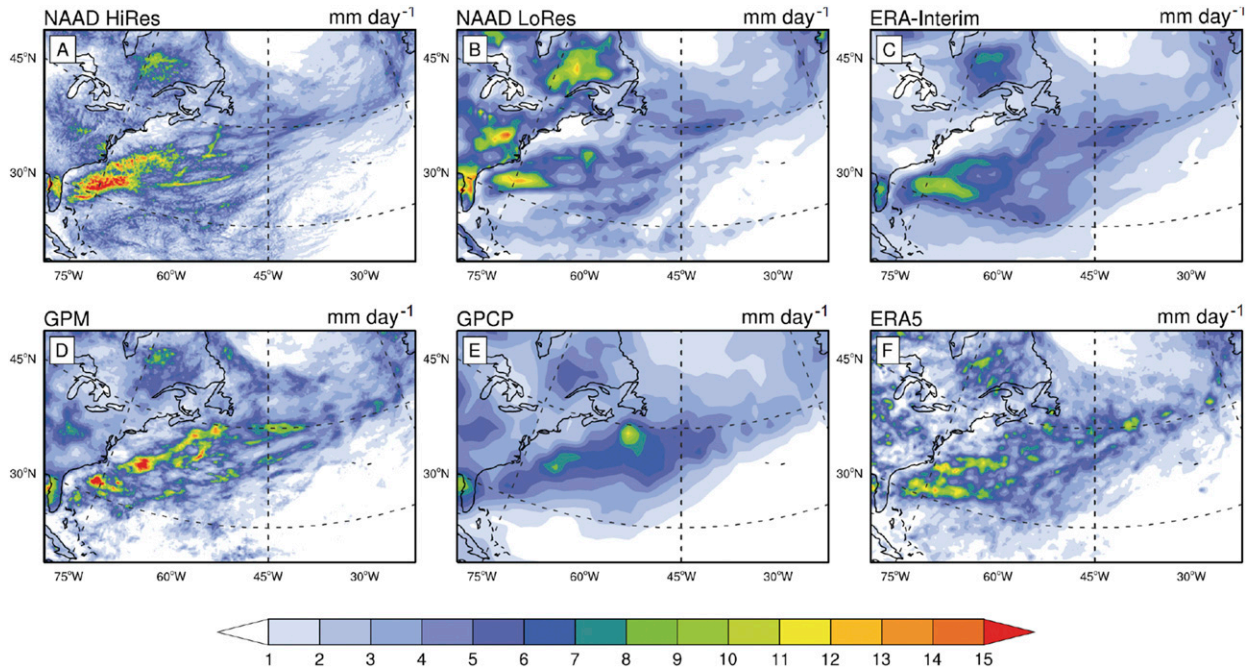 NAAD HiRes mm day-1 NAAD LoRes mm day-1 ERA-Interim mm day-1
A B C
45°N 45°N 45°N
30°N 30°N 30°N
75°W 60°W 45°W 30°W 75°W 60°W 45°W 30°W 75°W 60°W 45°W 30°W
GPM mm day-1 GPCP mm day-1 ERA5 mm day-1
D E F
45°N 45°N 45°N
30°N 30°N 30°N
75°W 60°W 45°W 30°W 75°W 60°W 45°W 30°W 75°W 60°W 45°W 30°W
1 2 3 4 5 6 7 8 9 10 11 12 13 14 15